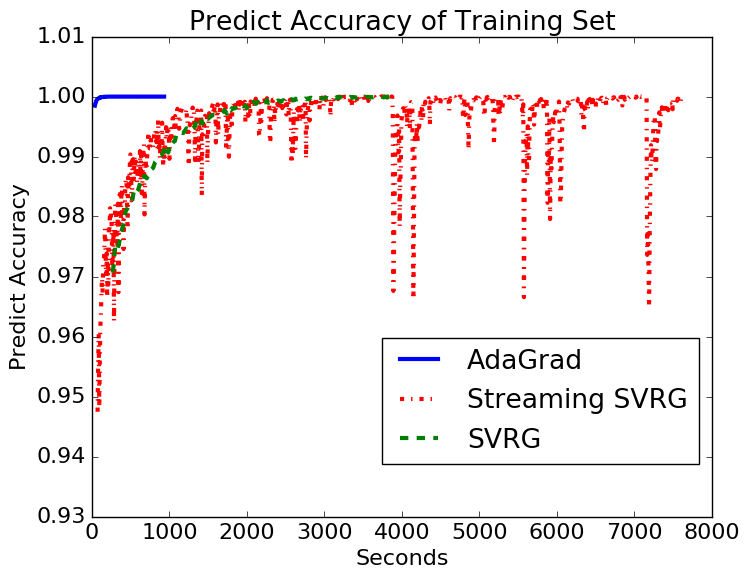 Predict Accuracy of Training Set
1.01
1.00
0.99
0.98
0.97
0.96
0.95
0.94
0.93
Predict Accuracy
AdaGrad
Streaming SVRG
SVRG
0 1000 2000 3000 4000 5000 6000 7000 8000
Seconds